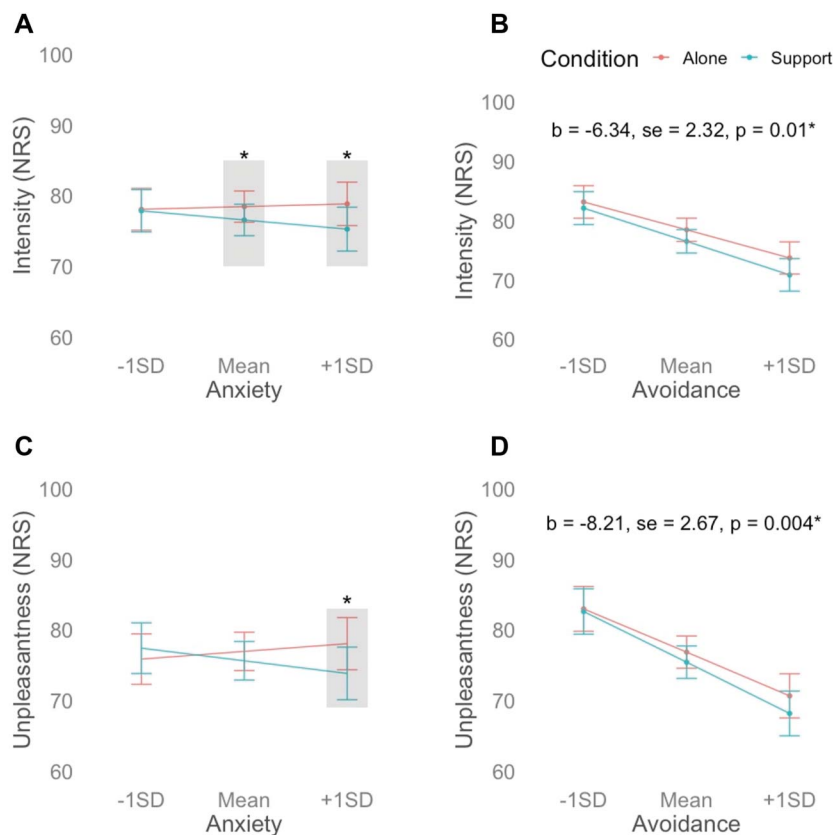 A
100
90
80
70
60
Intensity (NRS)
* *
-1SD Mean +1SD
Anxiety
B
Condition Alone Support
100
90
80
70
60
Intensity (NRS)
b = -6.34, se = 2.32, p = 0.01*
-1SD Mean +1SD
Avoidance
C
100
90
80
70
60
Unpleasantness (NRS)
*
-1SD Mean +1SD
Anxiety
D
100
90
80
70
60
Unpleasantness (NRS)
b = -8.21, se = 2.67, p = 0.004*
-1SD Mean +1SD
Avoidance